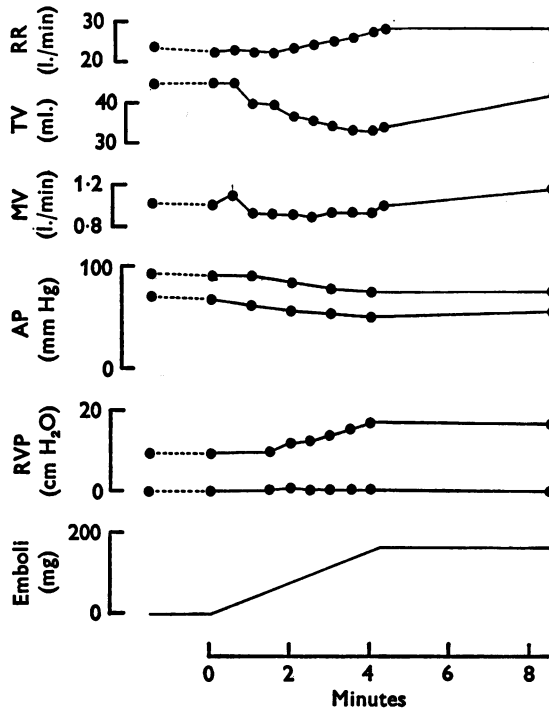 RR
(l./min)
30
20
TV
(ml.)
40
30
MV
(l./min)
1·2
0·8
AP
(mm Hg)
100
0
RVP
(cm H₂O)
20
0
Emboli
(mg)
200
0
0 2 4 6 8
Minutes